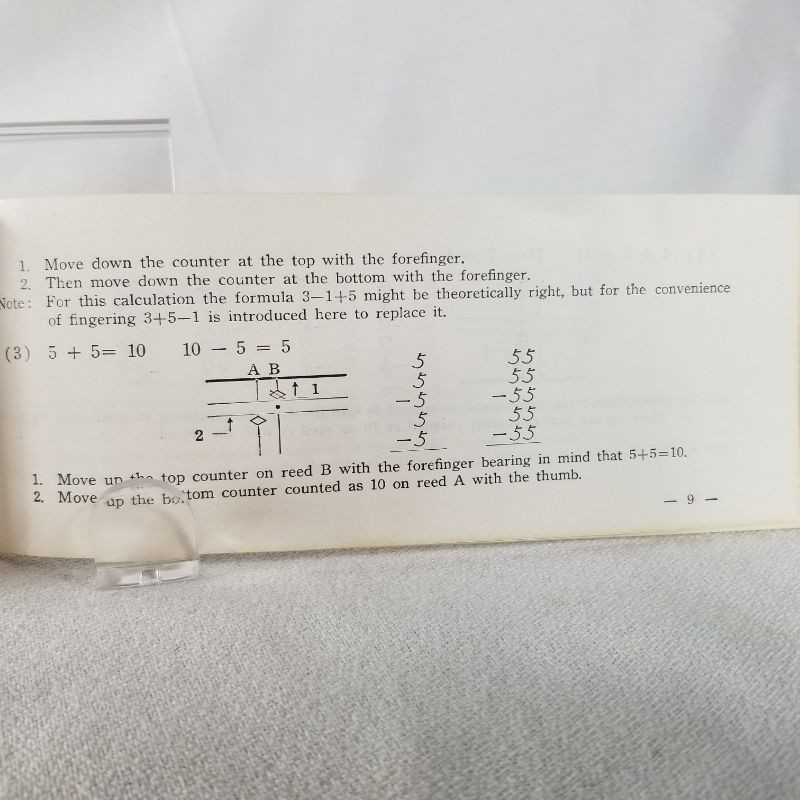 1. Move down the counter at the top with the forefinger.
2. Then move down the counter at the bottom with the forefinger.
Note: For this calculation the formula 3—1+5 might be theoretically right, but for the convenience
of fingering 3+5—1 is introduced here to replace it.
(3) 5 + 5= 10 10 — 5 = 5
A B
1
2
5
5
—5
5
—5
55
55
—55
55
—55
1. Move up the top counter on reed B with the forefinger bearing in mind that 5+5=10.
2. Move up the bottom counter counted as 10 on reed A with the thumb.
— 9 —